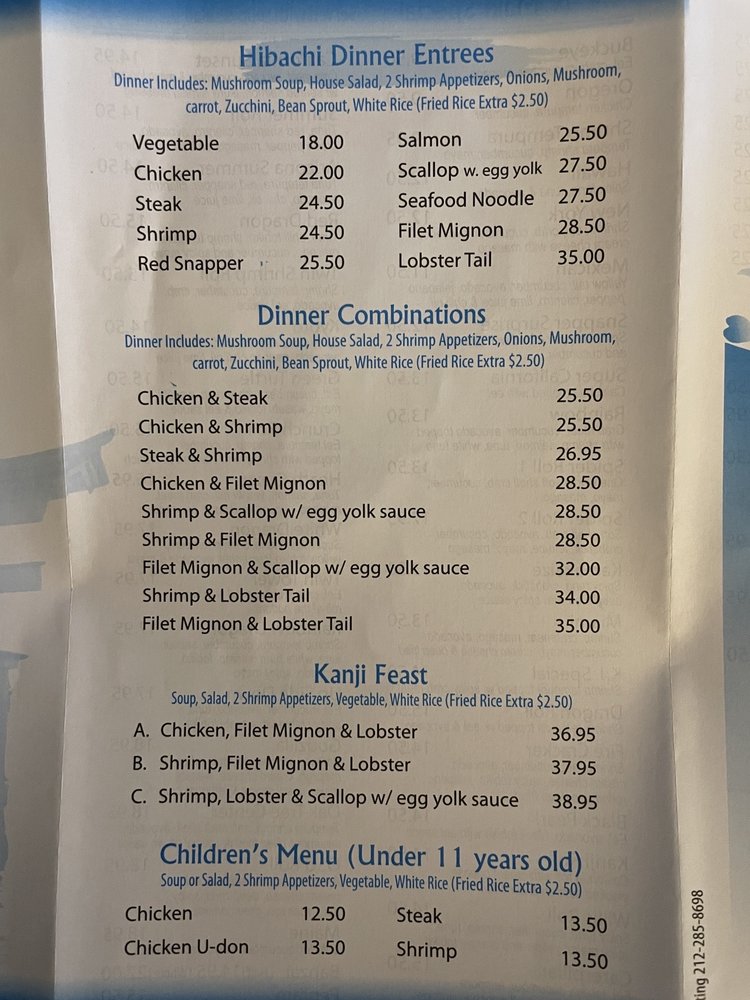 Hibachi Dinner Entrees
Dinner Includes: Mushroom Soup, House Salad, 2 Shrimp Appetizers, Onions, Mushroom,
carrot, Zucchini, Bean Sprout, White Rice (Fried Rice Extra $2.50)
Vegetable 18.00
Chicken 22.00
Steak 24.50
Shrimp 24.50
Red Snapper 25.50
Salmon 25.50
Scallop w. egg yolk 27.50
Seafood Noodle 27.50
Filet Mignon 28.50
Lobster Tail 35.00
Dinner Combinations
Dinner Includes: Mushroom Soup, House Salad, 2 Shrimp Appetizers, Onions, Mushroom,
carrot, Zucchini, Bean Sprout, White Rice (Fried Rice Extra $2.50)
Chicken & Steak 25.50
Chicken & Shrimp 25.50
Steak & Shrimp 26.95
Chicken & Filet Mignon 28.50
Shrimp & Scallop w/ egg yolk sauce 28.50
Shrimp & Filet Mignon 28.50
Filet Mignon & Scallop w/ egg yolk sauce 32.00
Shrimp & Lobster Tail 34.00
Filet Mignon & Lobster Tail 35.00
Kanji Feast
Soup, Salad, 2 Shrimp Appetizers, Vegetable, White Rice (Fried Rice Extra $2.50)
A. Chicken, Filet Mignon & Lobster 36.95
B. Shrimp, Filet Mignon & Lobster 37.95
C. Shrimp, Lobster & Scallop w/ egg yolk sauce 38.95
Children's Menu (Under 11 years old)
Soup or Salad, 2 Shrimp Appetizers, Vegetable, White Rice (Fried Rice Extra $2.50)
Chicken 12.50
Chicken U-don 13.50
Steak 13.50
Shrimp 13.50
212-285-8698